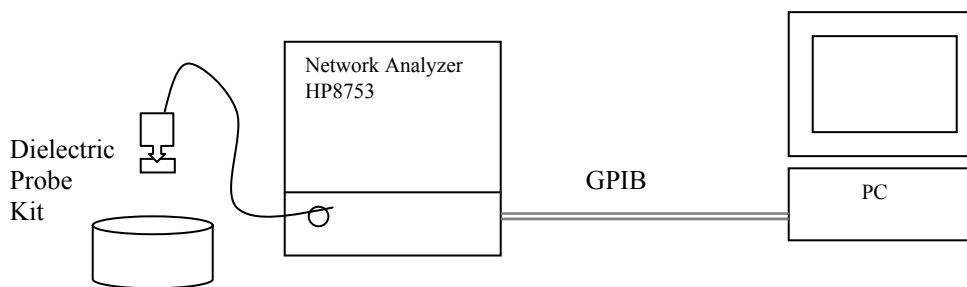 Dielectric
Probe
Kit
Network Analyzer
HP8753
GPIB
PC